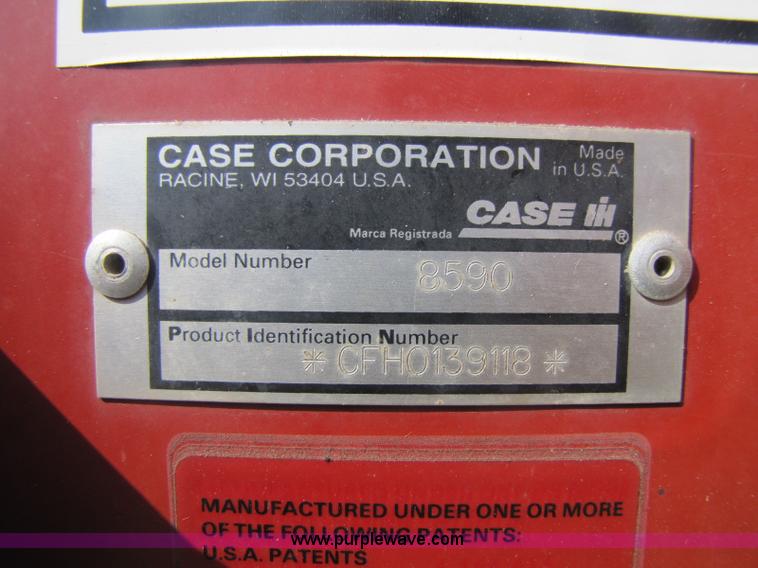 CASE CORPORATION
Made in U.S.A.
RACINE, WI 53404 U.S.A.
CASE IH ®
Marca Registrada
Model Number
8590
Product Identification Number
* CFH0139118 *
MANUFACTURED UNDER ONE OR MORE
OF THE FOLLOWING PATENTS:
www.purplewave.com
U.S.A. PATENTS